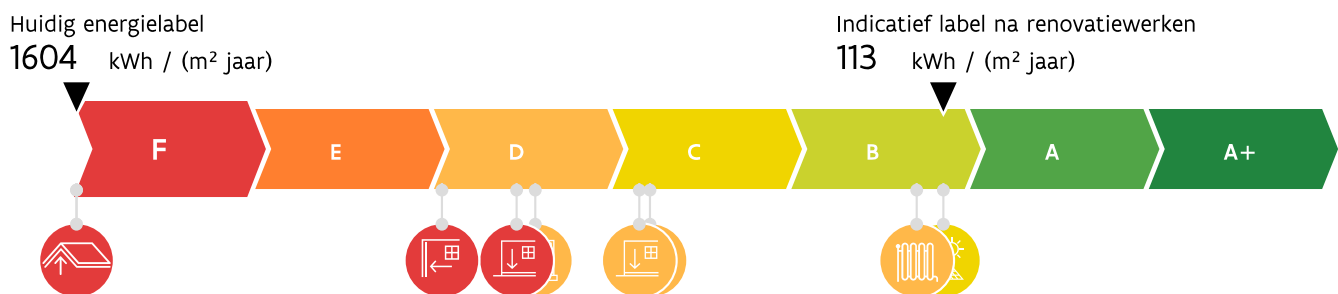 Huidig energielabel
1604 kWh / (m² jaar)
Indicatief label na renovatiewerken
113 kWh / (m² jaar)
F E D C B A A+